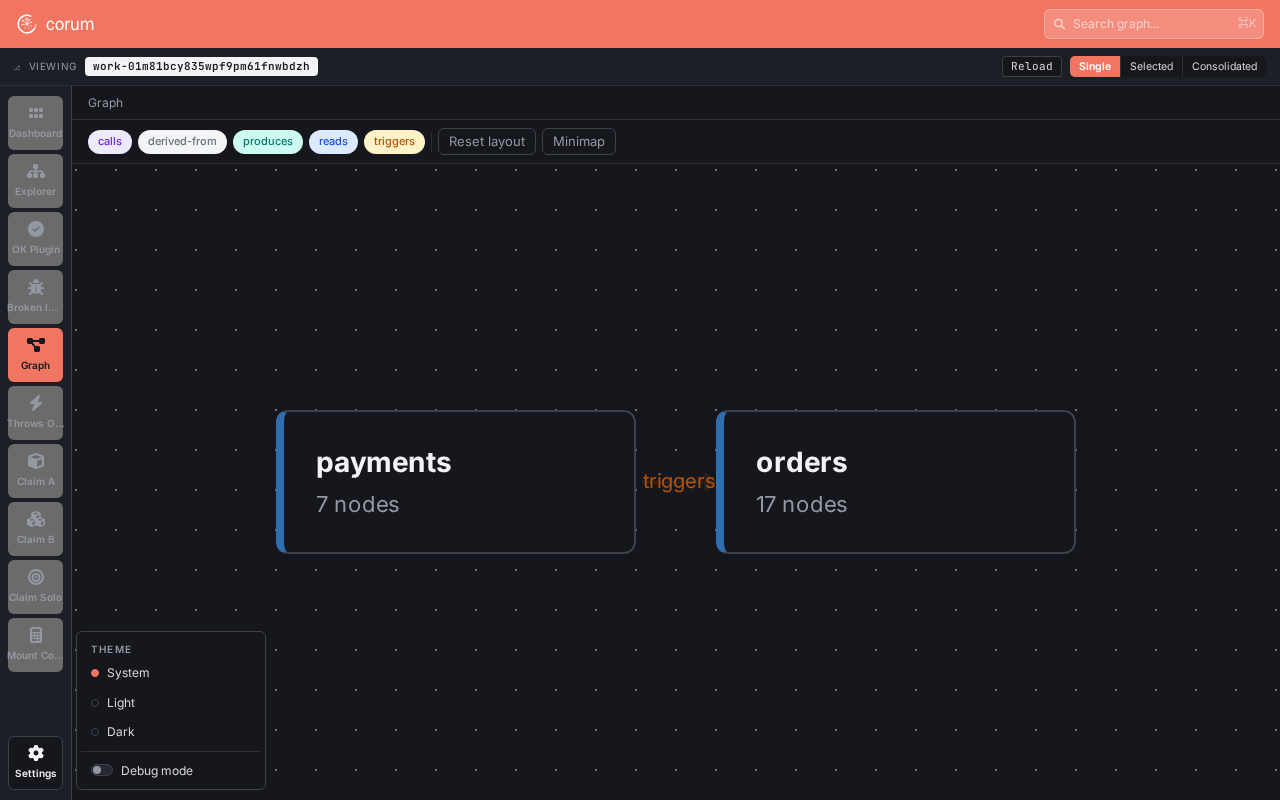 corum
Search graph...
⌘K
VIEWING
work-01m81bcy835wpf9pm61fnwbdzh
Reload
Single
Selected
Consolidated
Dashboard
Explorer
OK Plugin
Broken I...
Graph
Throws O...
Claim A
Claim B
Claim Solo
Mount Co...
Settings
Graph
calls
derived-from
produces
reads
triggers
Reset layout
Minimap
payments
7 nodes
triggers
orders
17 nodes
THEME
System
Light
Dark
Debug mode